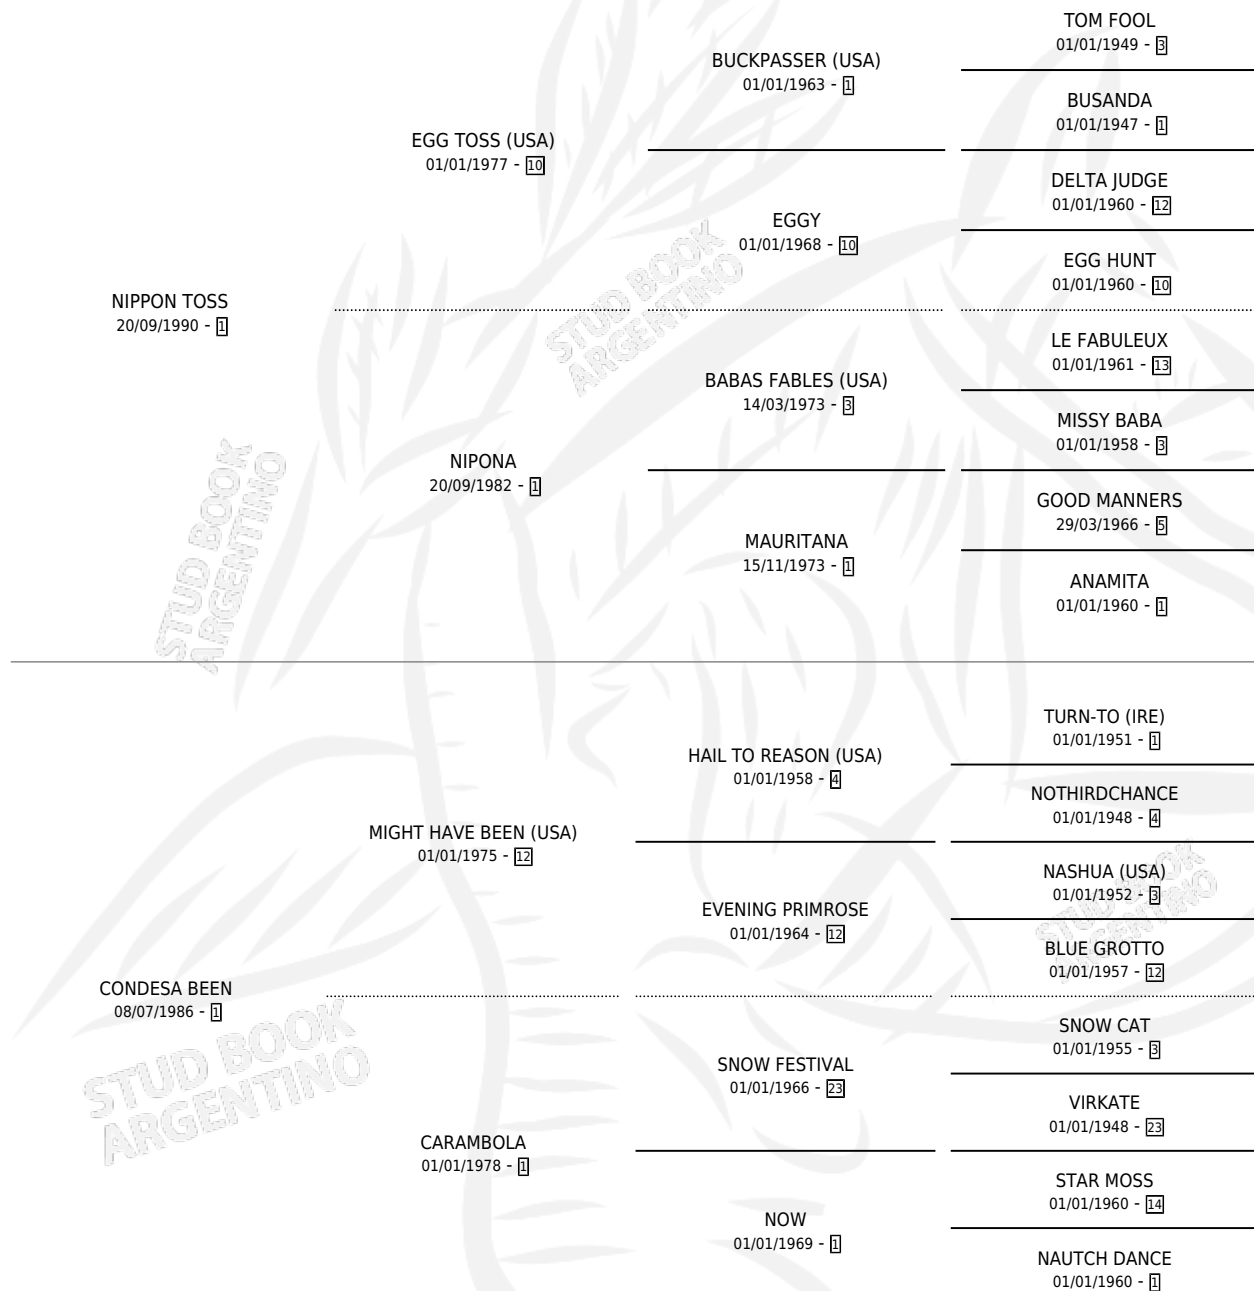 TOM FOOL
01/01/1949 - 3
BUCKPASSER (USA)
01/01/1963 - 1
BUSANDA
01/01/1947 - 1
EGG TOSS (USA)
01/01/1977 - 10
DELTA JUDGE
01/01/1960 - 12
EGGY
01/01/1968 - 10
EGG HUNT
01/01/1960 - 10
NIPPON TOSS
20/09/1990 - 1
STUD BOOK
ARGENTINO
LE FABULEUX
01/01/1961 - 13
BABAS FABLES (USA)
14/03/1973 - 3
MISSY BABA
01/01/1958 - 3
NIPONA
20/09/1982 - 1
GOOD MANNERS
29/03/1966 - 5
MAURITANA
15/11/1973 - 1
ANAMITA
01/01/1960 - 1
STUD BOOK
ARGENTINO
TURN-TO (IRE)
01/01/1951 - 1
HAIL TO REASON (USA)
01/01/1958 - 4
NOTHIRDCHANCE
01/01/1948 - 4
MIGHT HAVE BEEN (USA)
01/01/1975 - 12
NASHUA (USA)
01/01/1952 - 3
EVENING PRIMROSE
01/01/1964 - 12
BLUE GROTTO
01/01/1957 - 12
STUD BOOK
ARGENTINO
CONDESA BEEN
08/07/1986 - 1
SNOW CAT
01/01/1955 - 3
SNOW FESTIVAL
01/01/1966 - 23
VIRKATE
01/01/1948 - 23
STUD BOOK
ARGENTINO
CARAMBOLA
01/01/1978 - 1
STAR MOSS
01/01/1960 - 14
NOW
01/01/1969 - 1
NAUTCH DANCE
01/01/1960 - 1